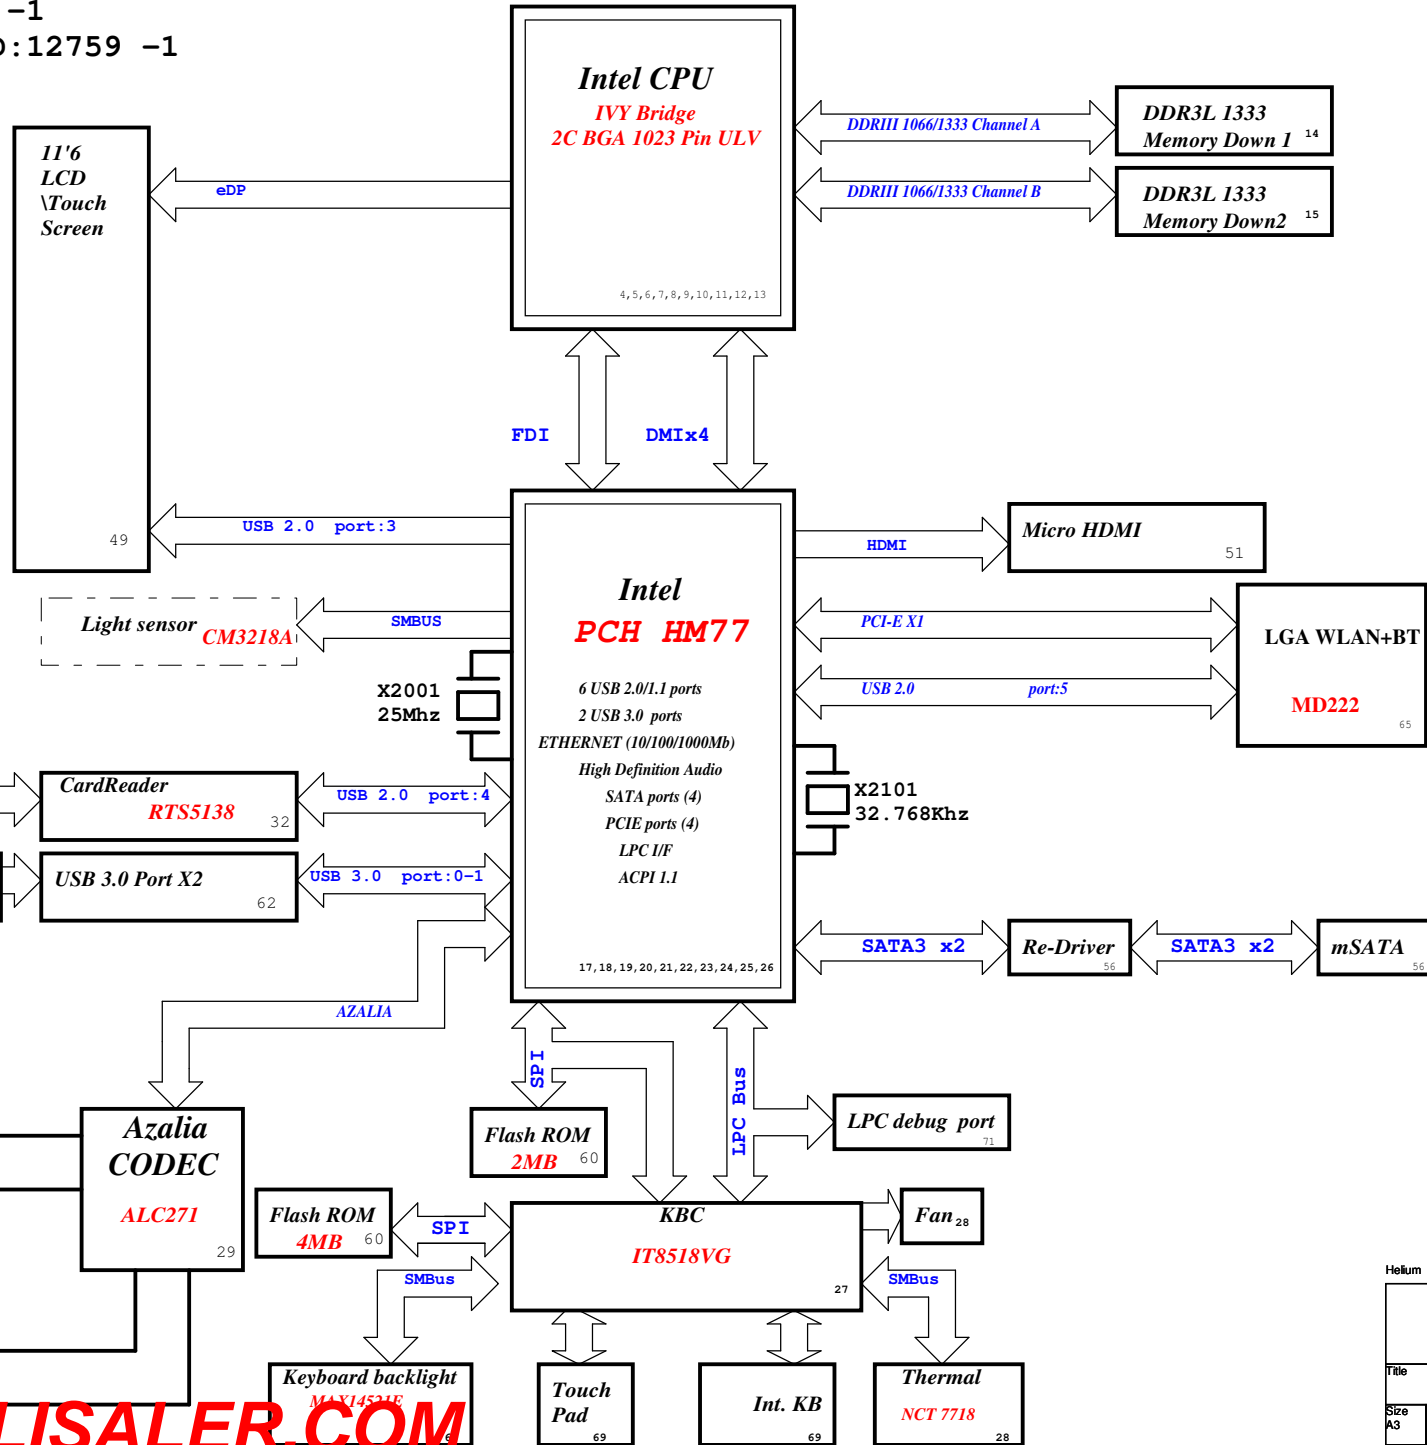 -1
:12759 -1
Intel CPU
IVY Bridge
2C BGA 1023 Pin ULV
4,5,6,7,8,9,10,11,12,13
DDRIII 1066/1333 Channel A
DDR3L 1333
Memory Down 1
14
DDRIII 1066/1333 Channel B
DDR3L 1333
Memory Down2
15
11'6
LCD
\Touch
Screen
49
eDP
FDI
DMIx4
USB 2.0 port:3
HDMI
Micro HDMI
51
Light sensor
CM3218A
SMBUS
Intel
PCH HM77
6 USB 2.0/1.1 ports
2 USB 3.0 ports
ETHERNET (10/100/1000Mb)
High Definition Audio
SATA ports (4)
PCIE ports (4)
LPC I/F
ACPI 1.1
17,18,19,20,21,22,23,24,25,26
PCI-E X1
USB 2.0 port:5
LGA WLAN+BT
MD222
65
X2001
25Mhz
X2101
32.768Khz
CardReader
RTS5138
32
USB 2.0 port:4
USB 3.0 Port X2
62
USB 3.0 port:0-1
SATA3 x2
Re-Driver
56
SATA3 x2
mSATA
56
AZALIA
Azalia
CODEC
ALC271
29
SPI
LPC Bus
Flash ROM
2MB
60
LPC debug port
71
Flash ROM
4MB
60
SPI
KBC
IT8518VG
27
Fan
28
SMBus
SMBus
Keyboard backlight
MAX14521E
Touch
Pad
69
Int. KB
69
Thermal
NCT 7718
28
LISALER.COM
Helium
Title
Size
A3